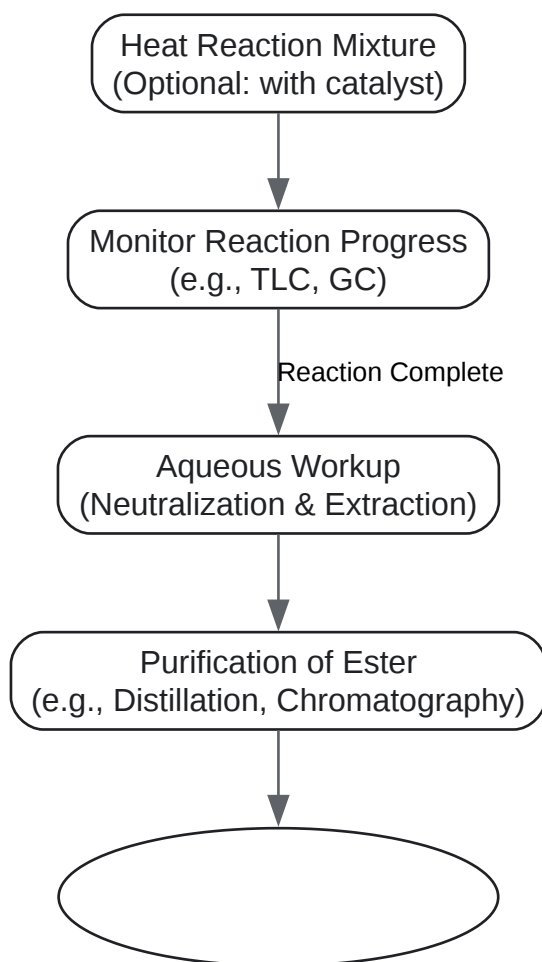 Heat Reaction Mixture
(Optional: with catalyst)
Monitor Reaction Progress
(e.g., TLC, GC)
Reaction Complete
Aqueous Workup
(Neutralization & Extraction)
Purification of Ester
(e.g., Distillation, Chromatography)